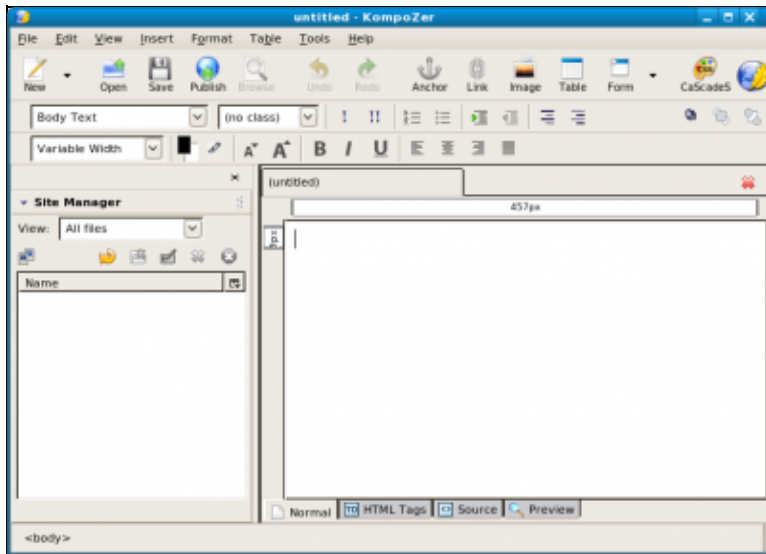 untitled - KompoZer
File Edit View Insert Format Table Tools Help
New Open Save Publish Browse Undo Redo Anchor Link Image Table Form CaScadeS
Body Text (no class) ! !!
Variable Width A A B I U
(untitled)
Site Manager
457px
View: All files
Name
Normal TD HTML Tags Source Preview
<body>